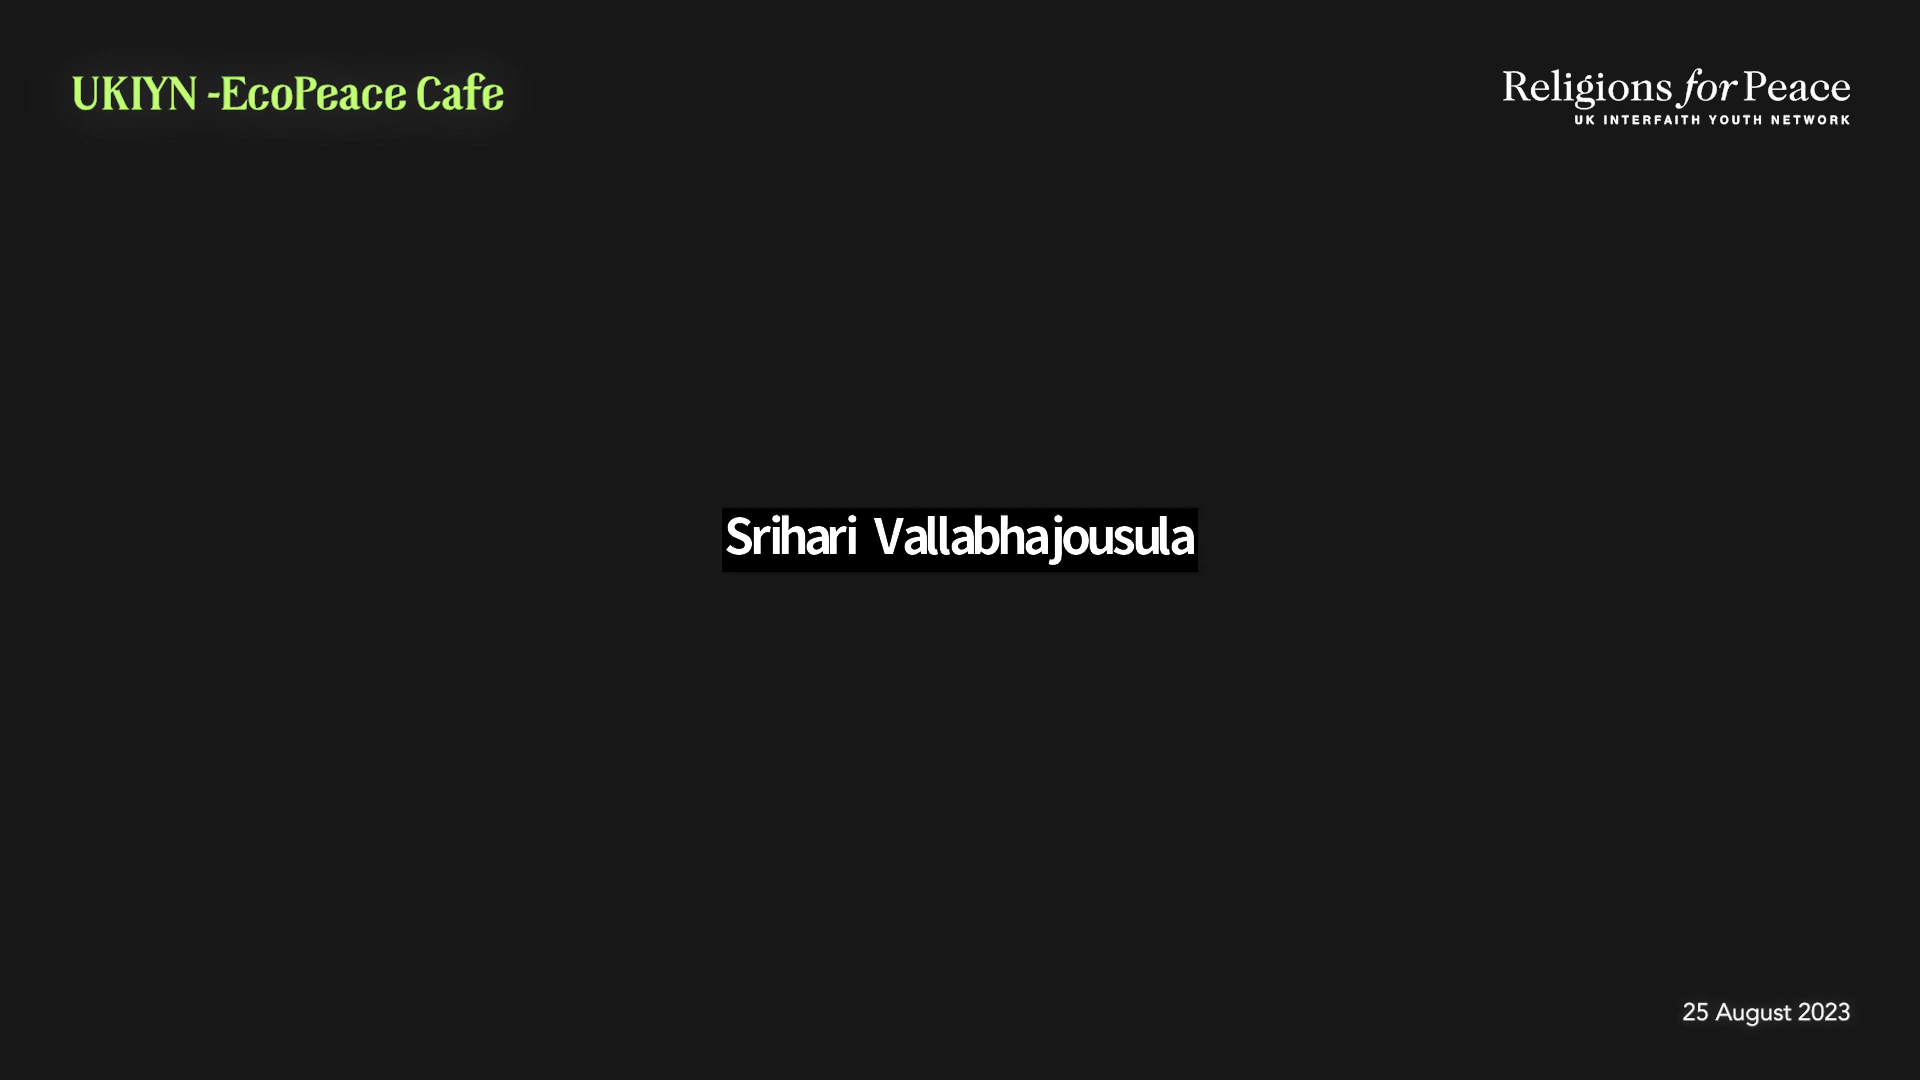 UKIYN -EcoPeace Cafe
Religions for Peace
UK INTERFAITH YOUTH NETWORK
Srihari Vallabhajousula
25 August 2023